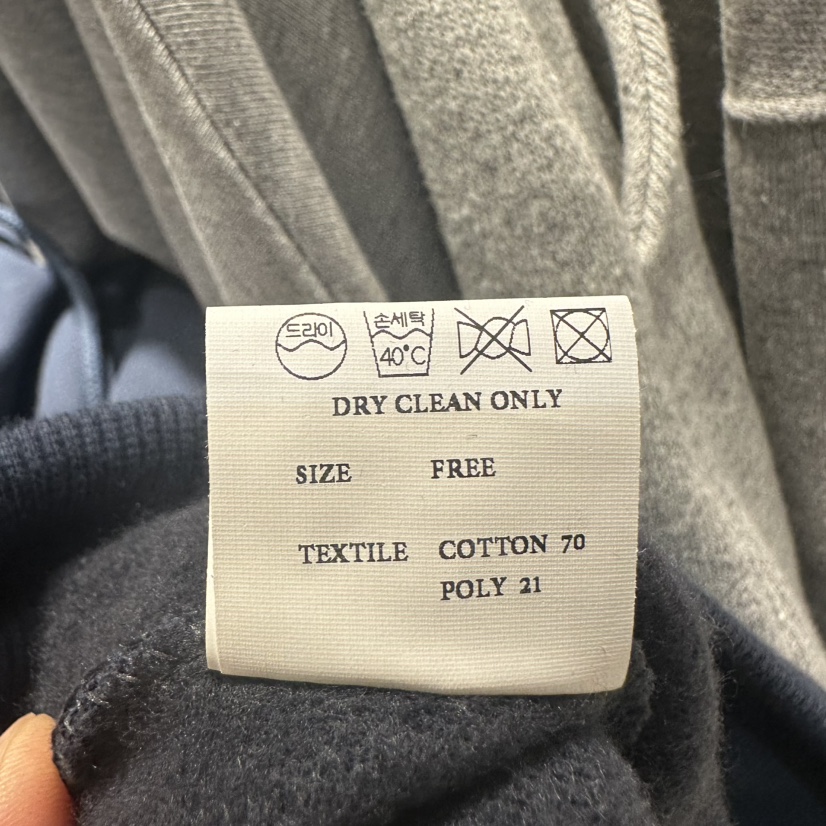 드라이 손세탁
40°C
DRY CLEAN ONLY
SIZE FREE
TEXTILE COTTON 70
POLY 21